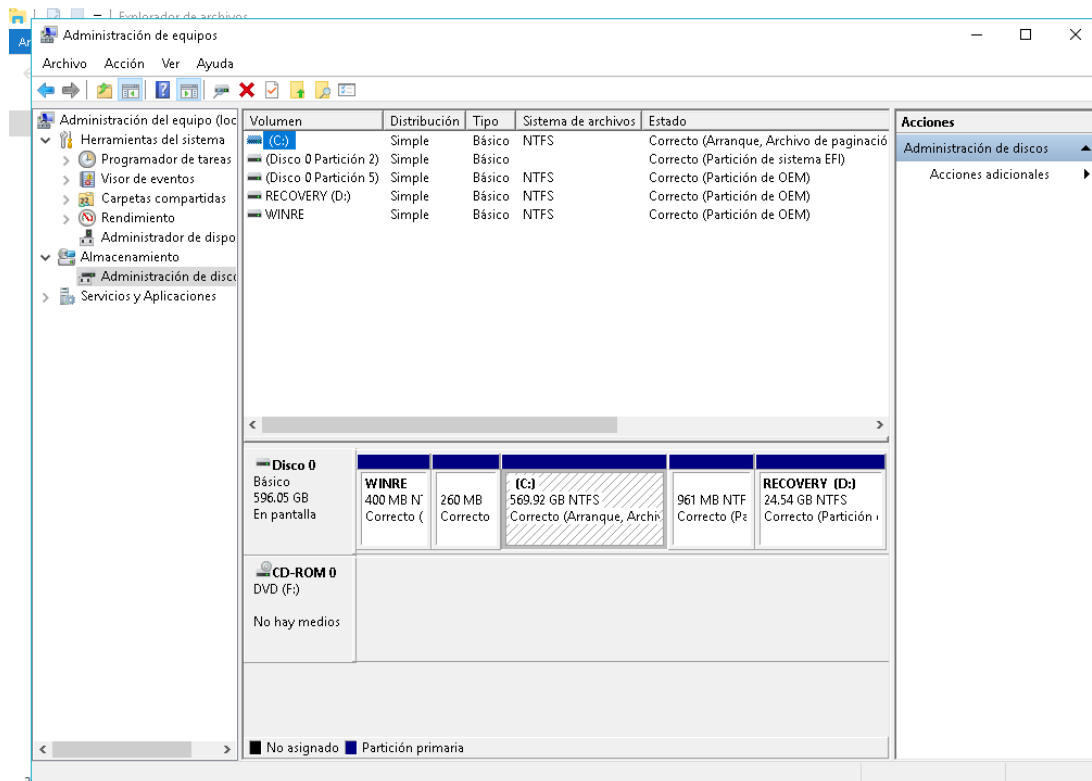 Explorador de archivos
Administración de equipos
Archivo Acción Ver Ayuda
Administración del equipo (loc
Herramientas del sistema
Programador de tareas
Visor de eventos
Carpetas compartidas
Rendimiento
Administrador de dispo
Almacenamiento
Administración de disco
Servicios y Aplicaciones
Volumen Distribución Tipo Sistema de archivos Estado
(C:) Simple Básico NTFS Correcto (Arranque, Archivo de paginació
(Disco 0 Partición 2) Simple Básico Correcto (Partición de sistema EFI)
(Disco 0 Partición 5) Simple Básico NTFS Correcto (Partición de OEM)
RECOVERY (D:) Simple Básico NTFS Correcto (Partición de OEM)
WINRE Simple Básico NTFS Correcto (Partición de OEM)
Acciones
Administración de discos
Acciones adicionales
Disco 0
Básico
596.05 GB
En pantalla
WINRE
400 MB N
Correcto (
260 MB
Correcto
(C:)
569.92 GB NTFS
Correcto (Arranque, Archi
961 MB NTF
Correcto (Pa
RECOVERY (D:)
24.54 GB NTFS
Correcto (Partición
CD-ROM 0
DVD (F:)
No hay medios
No asignado Partición primaria